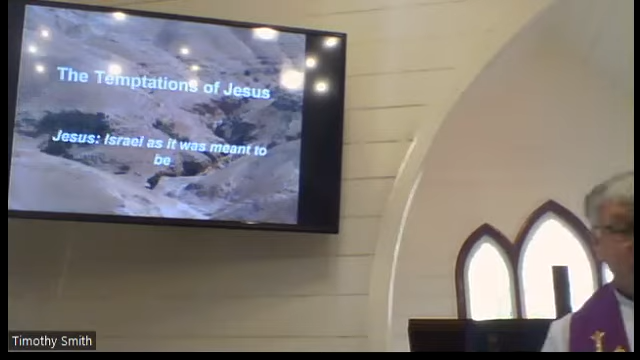 The Temptations of Jesus
Jesus: Israel as it was meant to
be
Timothy Smith